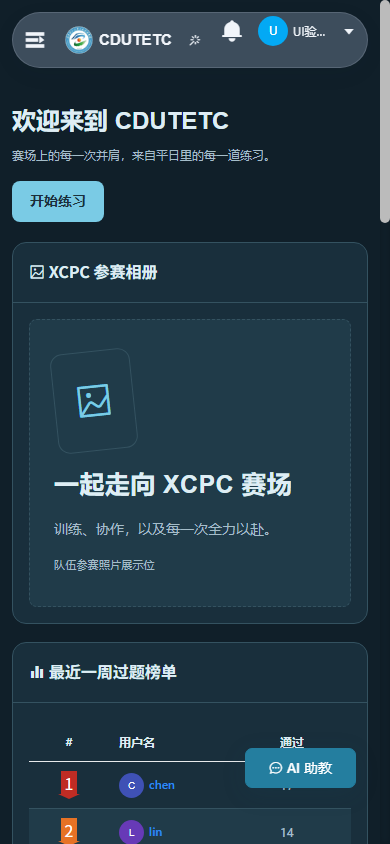 CDUTETC
U
UI验...
欢迎来到 CDUTETC
赛场上的每一次并肩，来自平日里的每一道练习。
开始练习
XCPC 参赛相册
一起走向 XCPC 赛场
训练、协作，以及每一次全力以赴。
队伍参赛照片展示位
最近一周过题榜单
# 用户名 通过
1 C chen
AI 助教
2 L lin 14